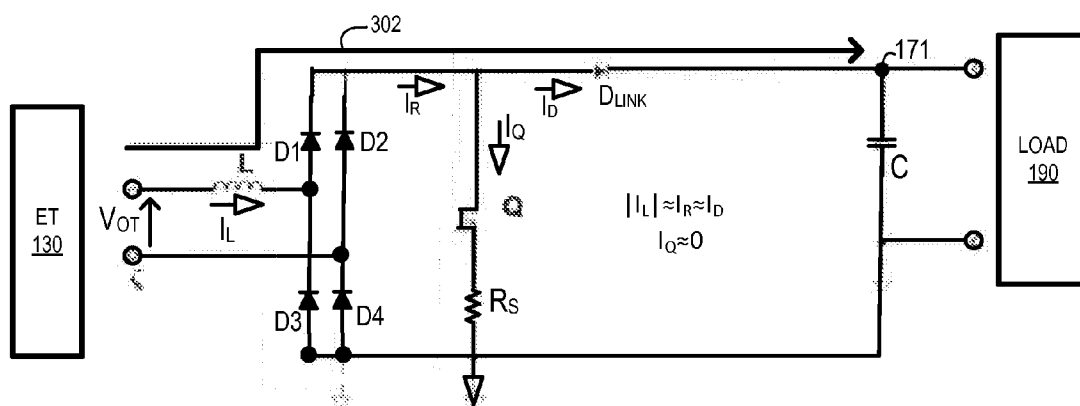 302
171
I_R
I_D
D_LINK
I_Q
D1
D2
L
ET
130
V_OT
I_L
Q
|I_L|≈I_R≈I_D
I_Q≈0
C
LOAD
190
D3
D4
R_S